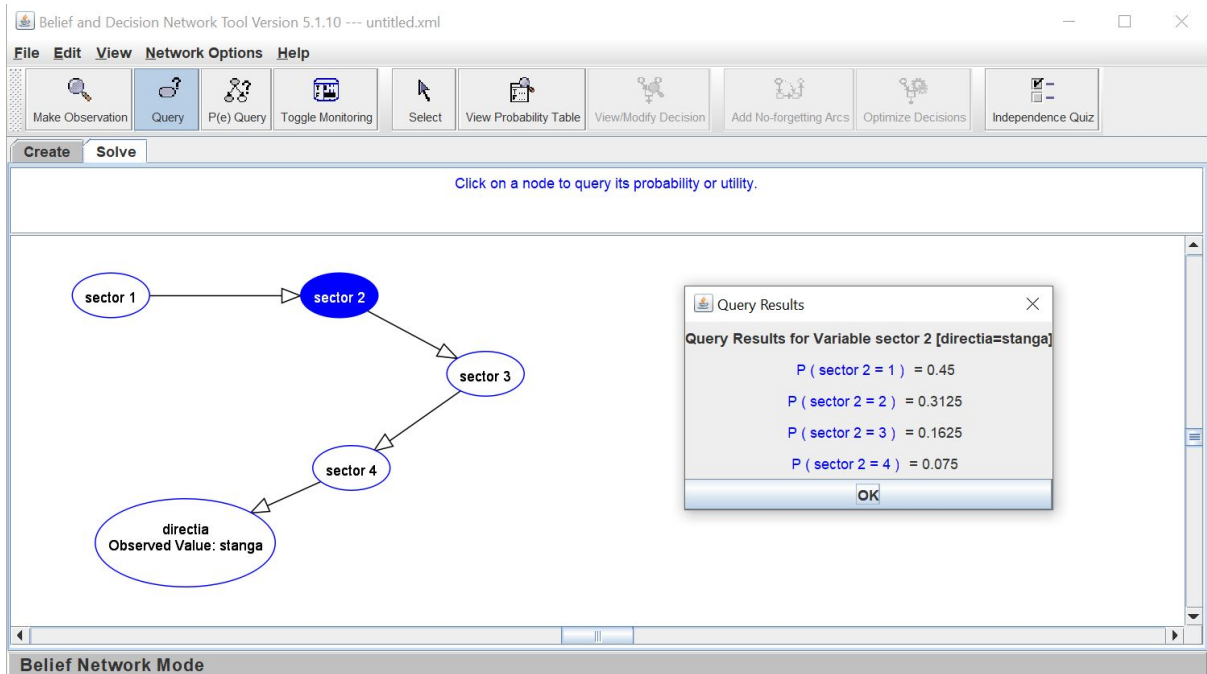 Belief and Decision Network Tool Version 5.1.10 --- untitled.xml
File Edit View Network Options Help
Make Observation Query P(e) Query Toggle Monitoring Select View Probability Table View/Modify Decision Add No-forgetting Arcs Optimize Decisions Independence Quiz
Create Solve
Click on a node to query its probability or utility.
sector 1
sector 2
sector 3
sector 4
directia
Observed Value: stanga
Query Results
Query Results for Variable sector 2 [directia=stanga]
P ( sector 2 = 1 ) = 0.45
P ( sector 2 = 2 ) = 0.3125
P ( sector 2 = 3 ) = 0.1625
P ( sector 2 = 4 ) = 0.075
OK
Belief Network Mode